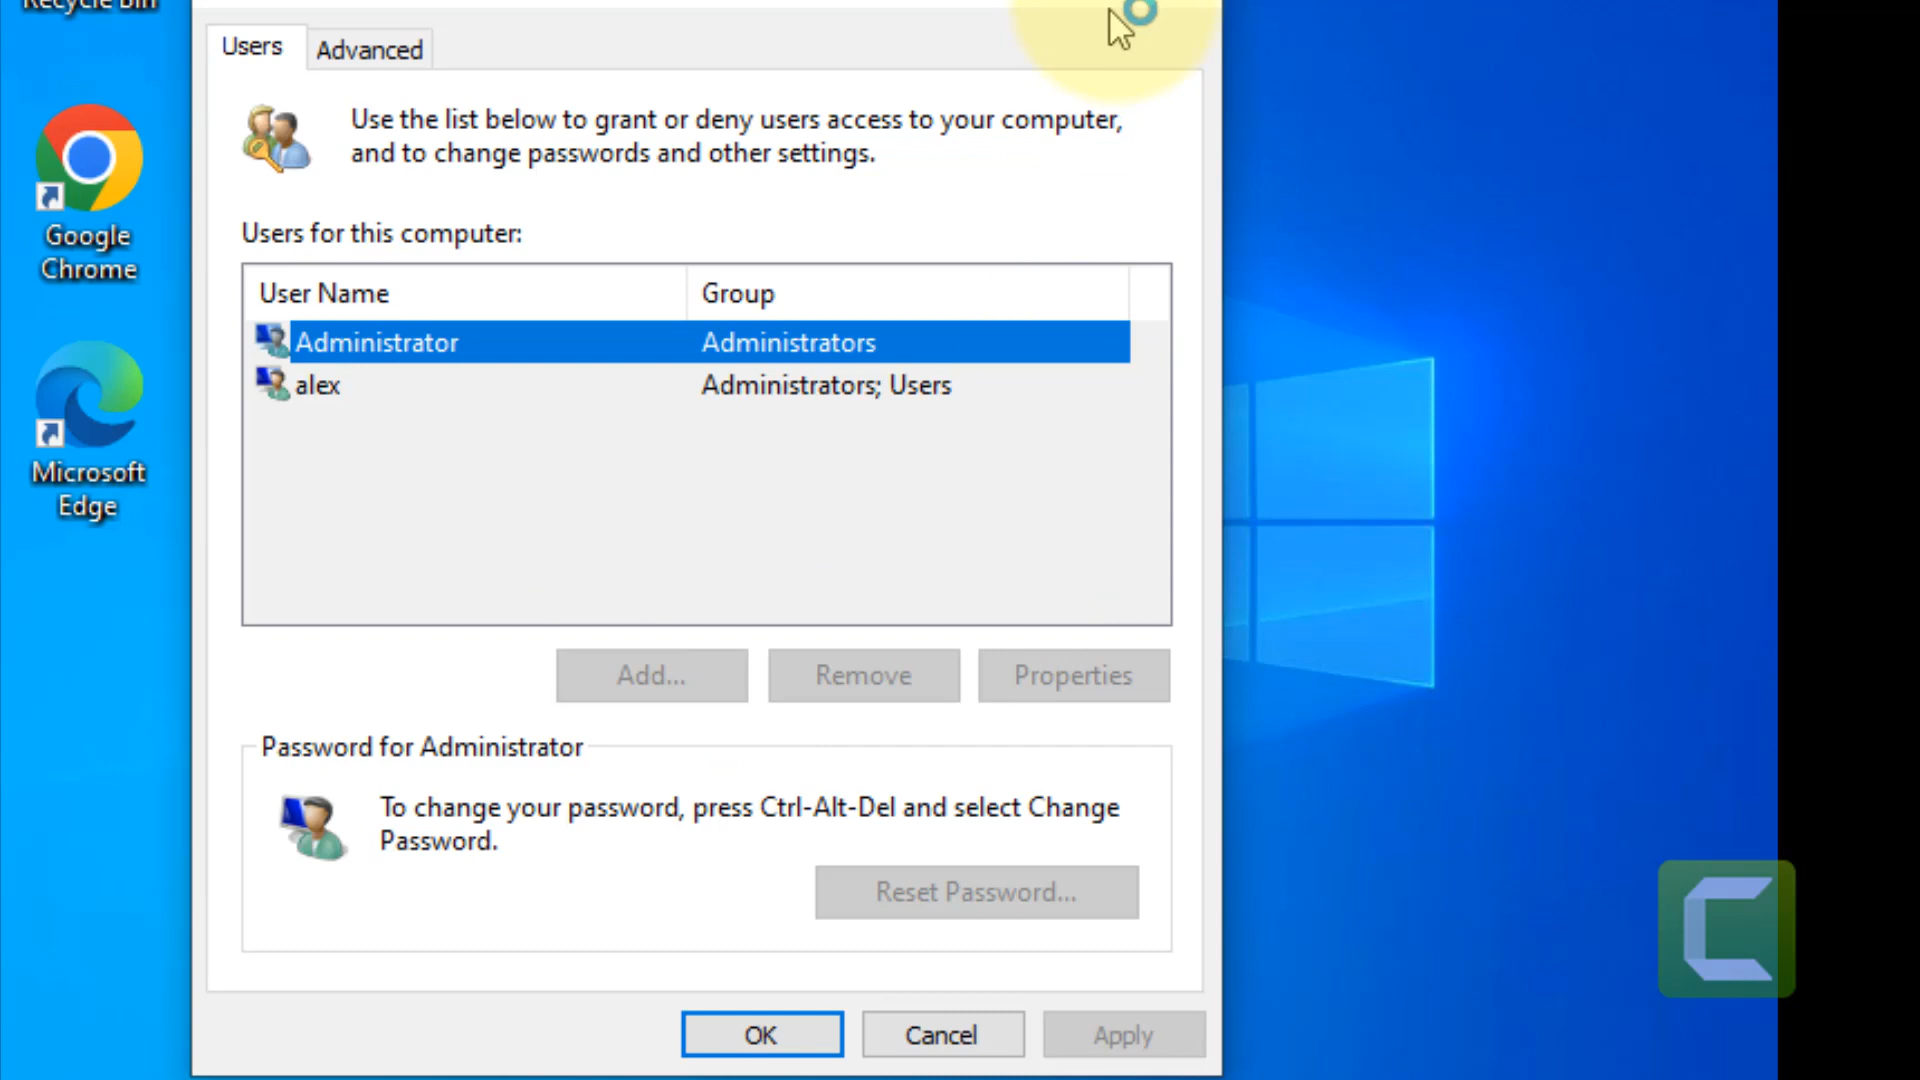 Recycle Bin
Users
Advanced
Use the list below to grant or deny users access to your computer,
and to change passwords and other settings.
Google
Chrome
Users for this computer:
User Name Group
Administrator Administrators
alex Administrators; Users
Microsoft
Edge
Add... Remove Properties
Password for Administrator
To change your password, press Ctrl-Alt-Del and select Change
Password.
Reset Password...
OK Cancel Apply